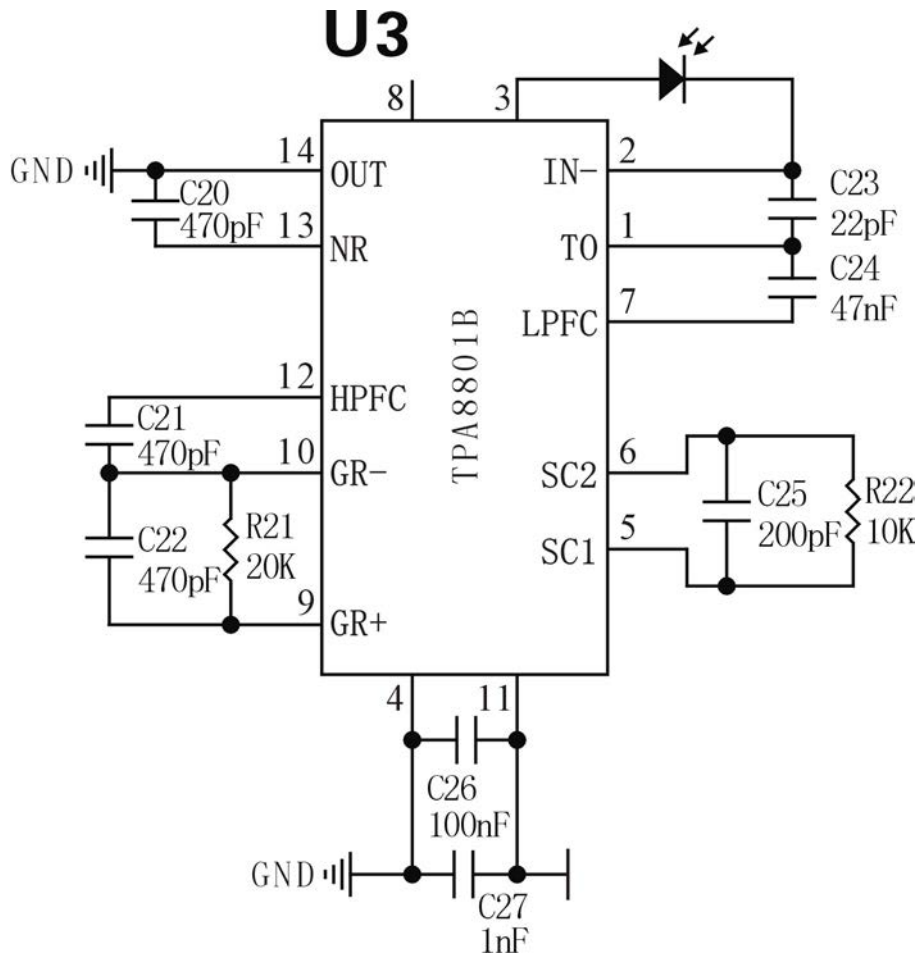 U3
8
3
GND
14
OUT
IN-
2
C20
470pF
C23
22pF
13
NR
TO
1
C24
47nF
LPFC
7
TPA8801B
12
HPFC
C21
470pF
10
GR-
SC2
6
C22
470pF
R21
20K
C25
200pF
R22
10K
SC1
5
9
GR+
4
11
C26
100nF
GND
C27
1nF